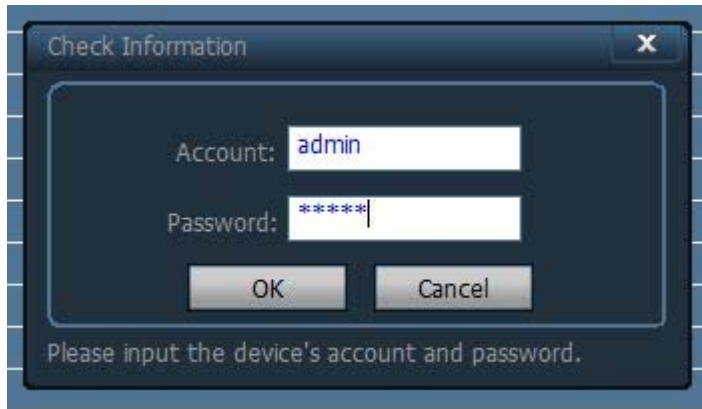 Check Information
x
Account: admin
Password: *****
OK Cancel
Please input the device's account and password.